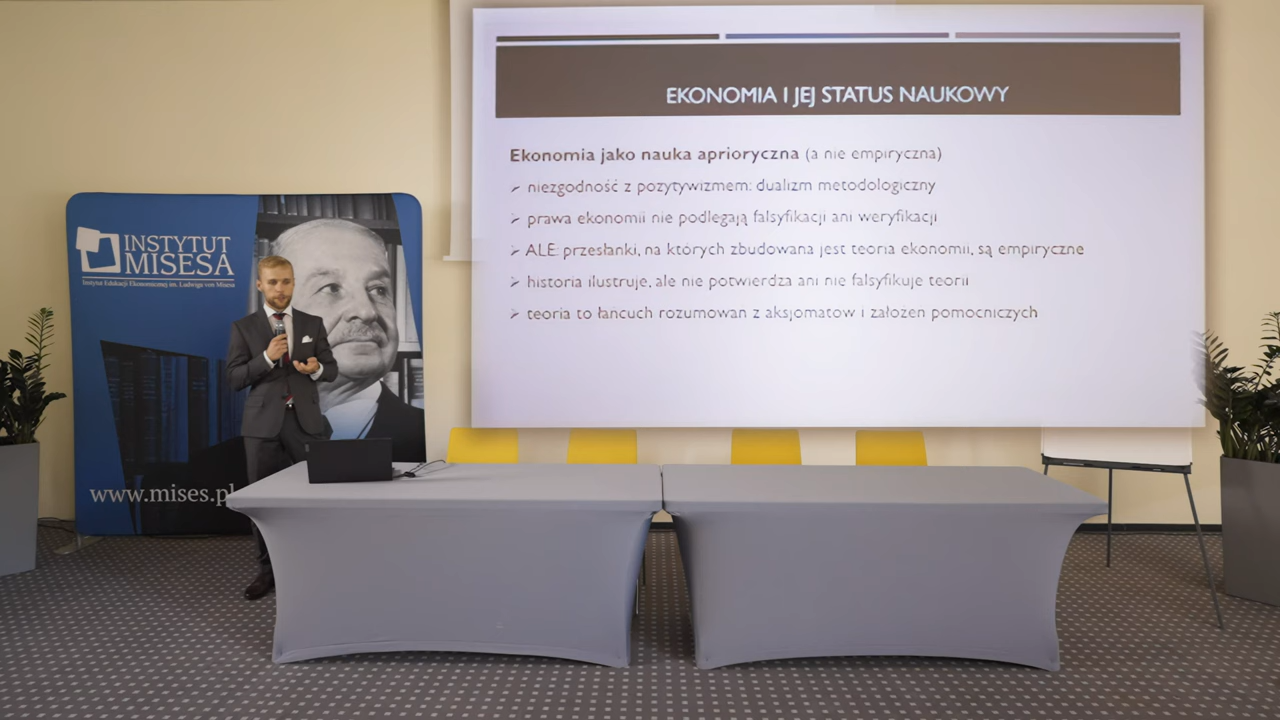 EKONOMIA I JEJ STATUS NAUKOWY
Ekonomia jako nauka aprioryczna (a nie empiryczna)
➢ niezgodność z pozytywizmem: dualizm metodologiczny
➢ prawa ekonomii nie podlegają falsyfikacji ani weryfikacji
➢ ALE: przesłanki, na których zbudowana jest teoria ekonomii, są empiryczne
➢ historia ilustruje, ale nie potwierdza ani nie falsyfikuje teorii
➢ teoria to łańcuch rozumowań z aksjomatów i założeń pomocniczych
INSTYTUT
MISESA
Instytut Edukacji Ekonomicznej im. Ludwiga von Misesa
www.mises.pl